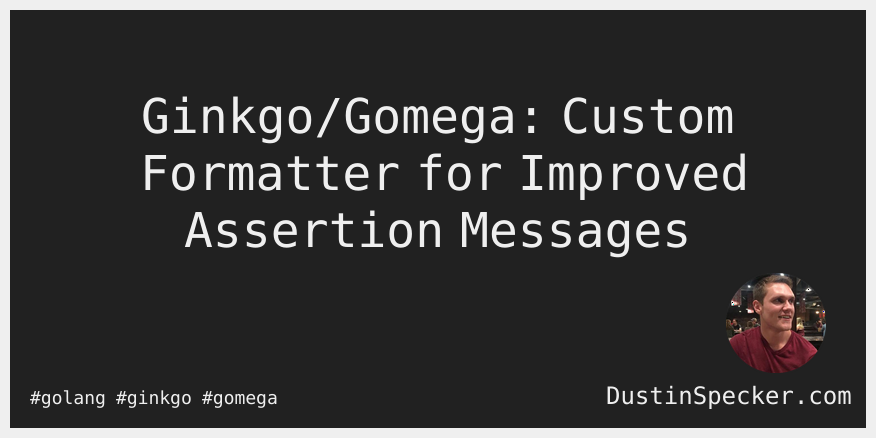 Ginkgo/Gomega: Custom
Formatter for Improved
Assertion Messages
#golang #ginkgo #gomega
DustinSpecker.com